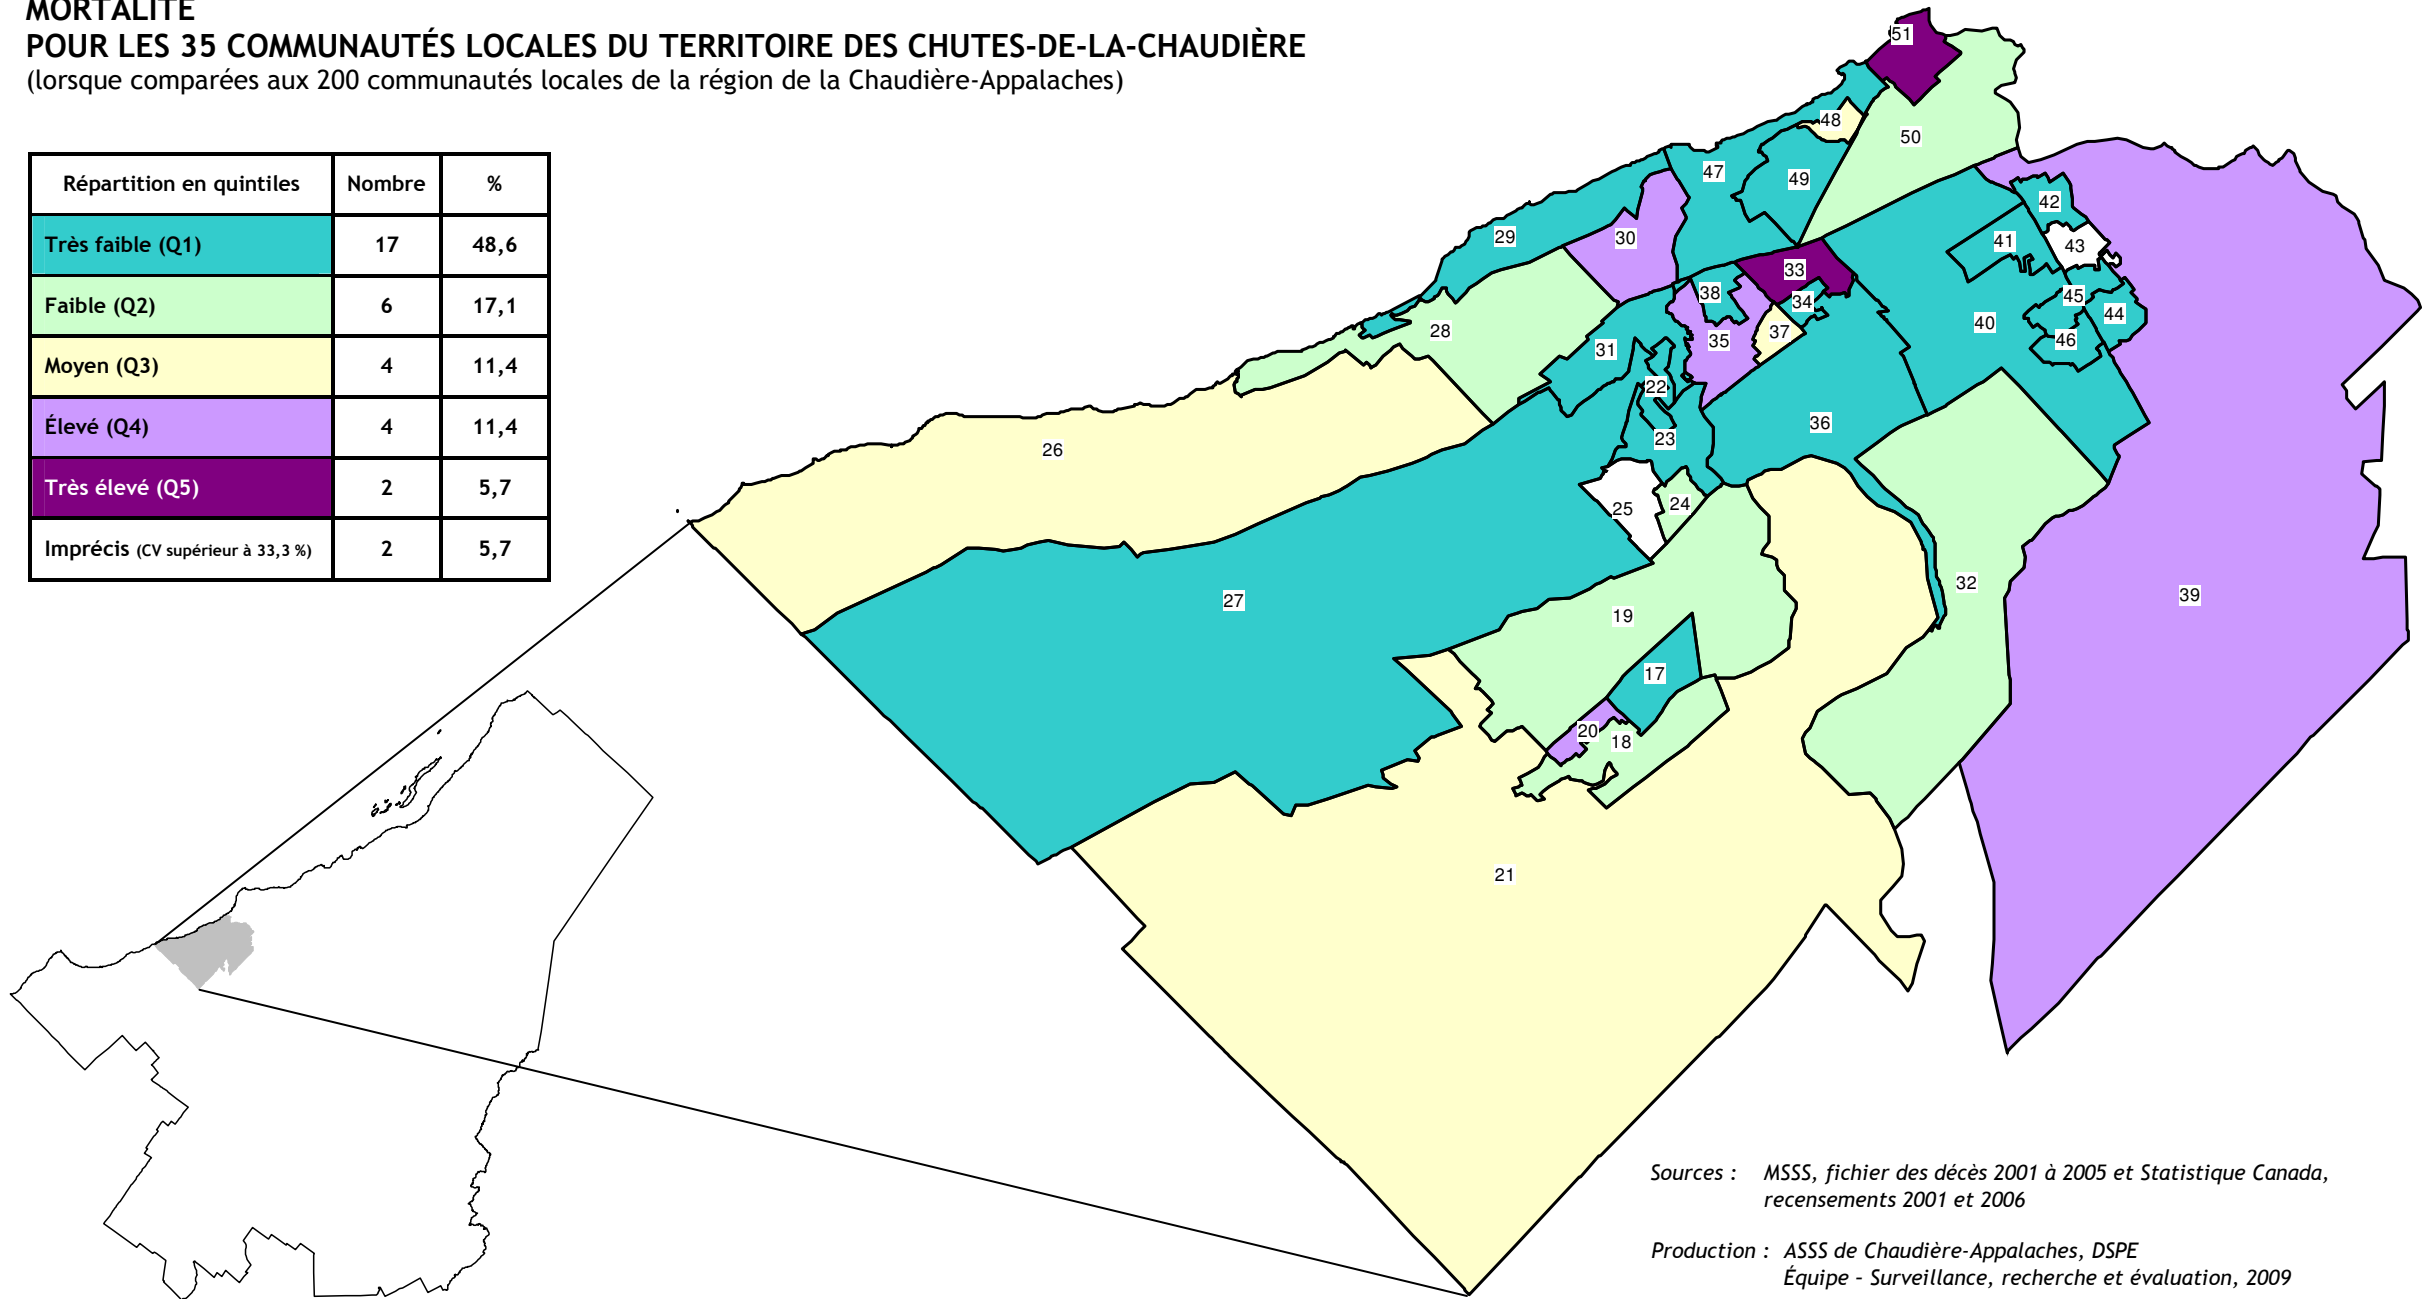 MORTALITÉ
POUR LES 35 COMMUNAUTÉS LOCALES DU TERRITOIRE DES CHUTES-DE-LA-CHAUDIÈRE
(lorsque comparées aux 200 communautés locales de la région de la Chaudière-Appalaches)
Répartition en quintiles Nombre %
Très faible (Q1) 17 48,6
Faible (Q2) 6 17,1
Moyen (Q3) 4 11,4
Élevé (Q4) 4 11,4
Très élevé (Q5) 2 5,7
Imprécis (CV supérieur à 33,3 %) 2 5,7
51
48
50
47
49
42
29
30
41
43
33
38
34
45
44
28
37
40
35
46
31
22
36
23
26
25
24
32
39
27
19
17
20
18
21
Sources : MSSS, fichier des décès 2001 à 2005 et Statistique Canada,
recensements 2001 et 2006
Production : ASSS de Chaudière-Appalaches, DSPE
Équipe - Surveillance, recherche et évaluation, 2009